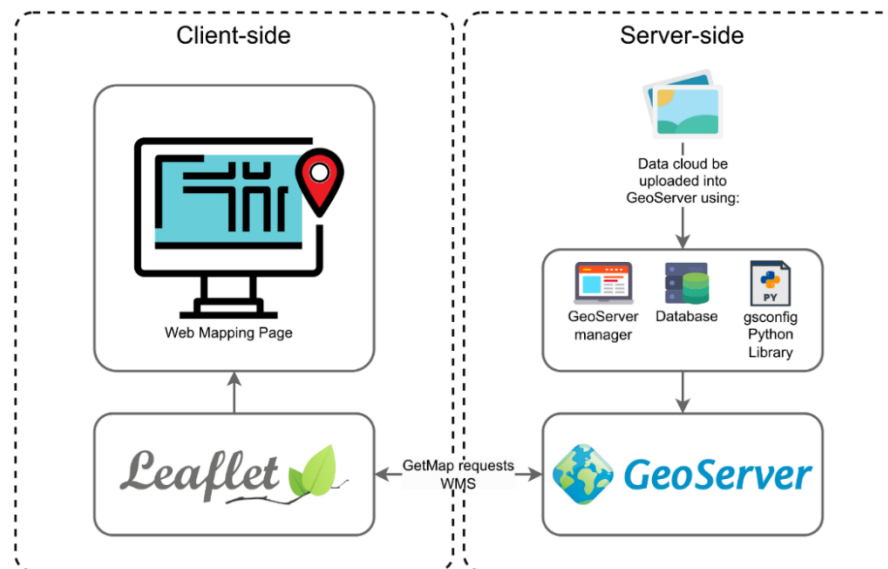 Client-side
Server-side
Data cloud be
uploaded into
GeoServer using:
GeoServer
manager
Database
PY
gsconfig
Python
Library
Web Mapping Page
Leaflet
GetMap requests
WMS
GeoServer